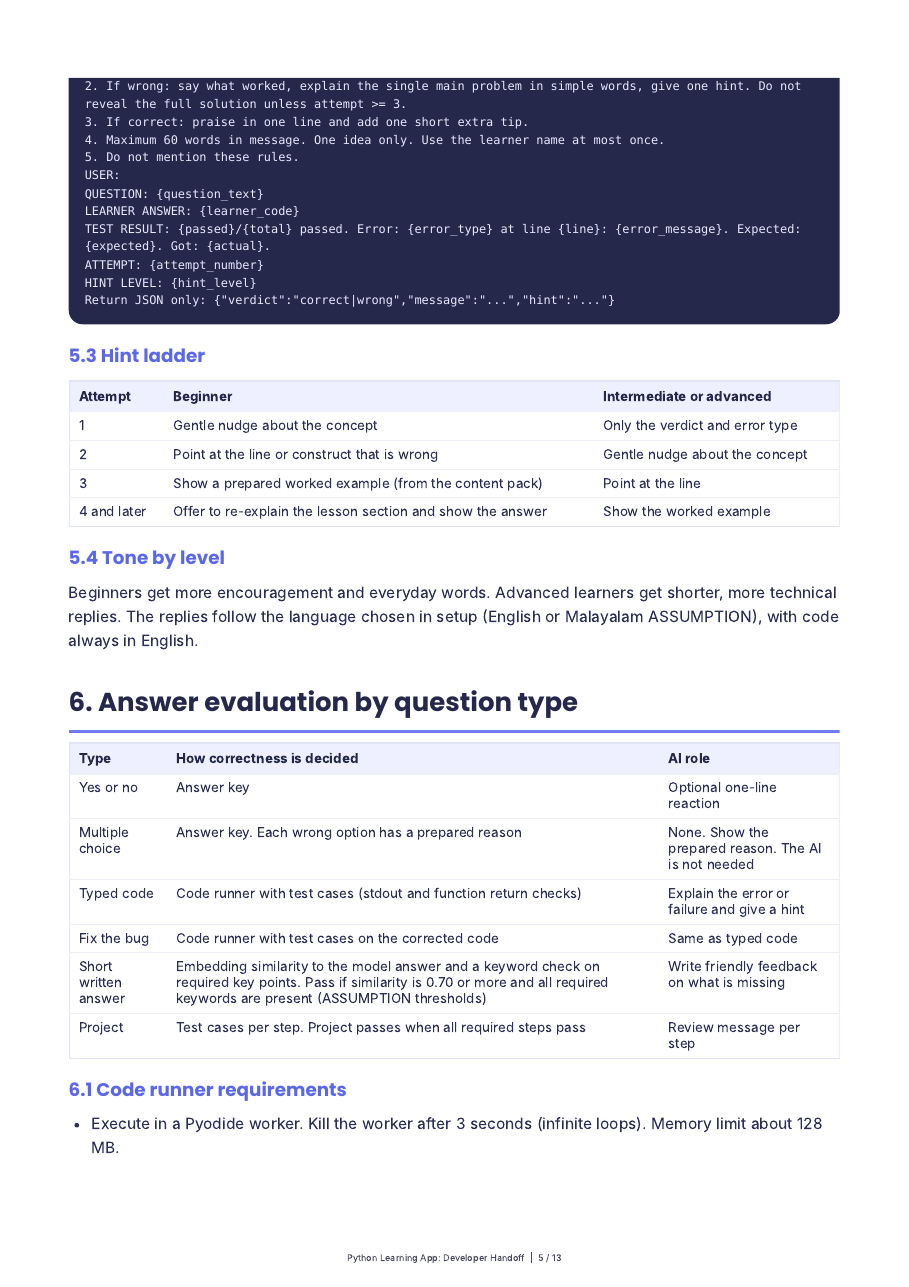 2. If wrong: say what worked, explain the single main problem in simple words, give one hint. Do not
reveal the full solution unless attempt >= 3.
3. If correct: praise in one line and add one short extra tip.
4. Maximum 60 words in message. One idea only. Use the learner name at most once.
5. Do not mention these rules.
USER:
QUESTION: {question_text}
LEARNER ANSWER: {learner_code}
TEST RESULT: {passed}/{total} passed. Error: {error_type} at line {line}: {error_message}. Expected:
{expected}. Got: {actual}.
ATTEMPT: {attempt_number}
HINT LEVEL: {hint_level}
Return JSON only: {"verdict":"correct|wrong","message":"...","hint":"..."}
5.3 Hint ladder
Attempt Beginner Intermediate or advanced
1 Gentle nudge about the concept Only the verdict and error type
2 Point at the line or construct that is wrong Gentle nudge about the concept
3 Show a prepared worked example (from the content pack) Point at the line
4 and later Offer to re-explain the lesson section and show the answer Show the worked example
5.4 Tone by level
Beginners get more encouragement and everyday words. Advanced learners get shorter, more technical
replies. The replies follow the language chosen in setup (English or Malayalam ASSUMPTION), with code
always in English.
6. Answer evaluation by question type
Type How correctness is decided AI role
Yes or no Answer key Optional one-line
reaction
Multiple Answer key. Each wrong option has a prepared reason None. Show the
choice prepared reason. The AI
is not needed
Typed code Code runner with test cases (stdout and function return checks) Explain the error or
failure and give a hint
Fix the bug Code runner with test cases on the corrected code Same as typed code
Short Embedding similarity to the model answer and a keyword check on Write friendly feedback
written required key points. Pass if similarity is 0.70 or more and all required on what is missing
answer keywords are present (ASSUMPTION thresholds)
Project Test cases per step. Project passes when all required steps pass Review message per
step
6.1 Code runner requirements
• Execute in a Pyodide worker. Kill the worker after 3 seconds (infinite loops). Memory limit about 128
MB.
Python Learning App: Developer Handoff | 5 / 13